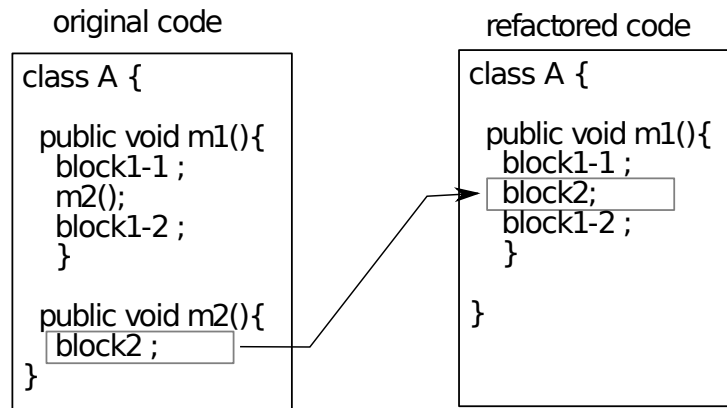 original code
class A {
public void m1(){
block1-1 ;
m2();
block1-2 ;
}
public void m2(){
block2 ;
}
refactored code
class A {
public void m1(){
block1-1 ;
block2;
block1-2 ;
}
}